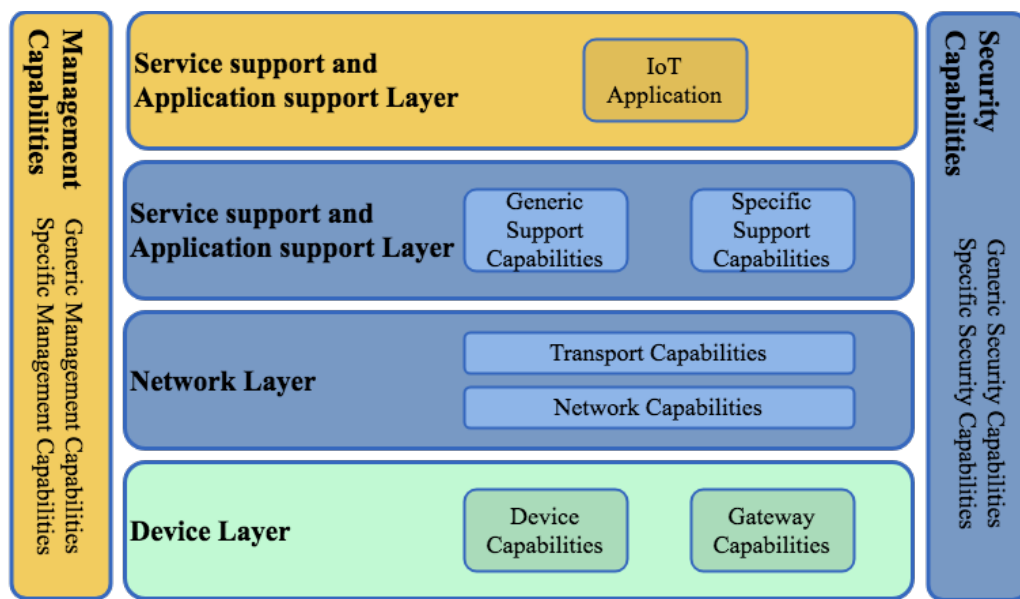 Management
Capabilities
Generic Management Capabilities
Specific Management Capabilities
Service support and
Application support Layer
IoT
Application
Service support and
Application support Layer
Generic
Support
Capabilities
Specific
Support
Capabilities
Network Layer
Transport Capabilities
Network Capabilities
Device Layer
Device
Capabilities
Gateway
Capabilities
Security
Capabilities
Generic Security Capabilities
Specific Security Capabilities